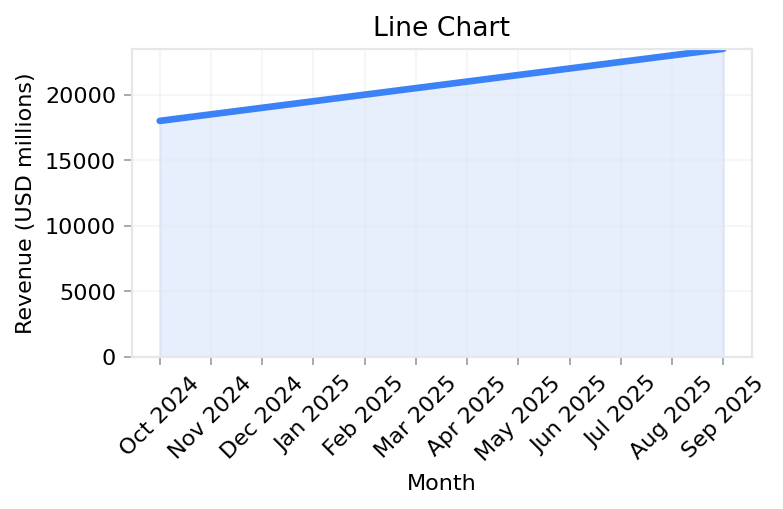 Line Chart
Revenue (USD millions)
20000
15000
10000
5000
0
Oct 2024
Nov 2024
Dec 2024
Jan 2025
Feb 2025
Mar 2025
Apr 2025
May 2025
Jun 2025
Jul 2025
Aug 2025
Sep 2025
Month